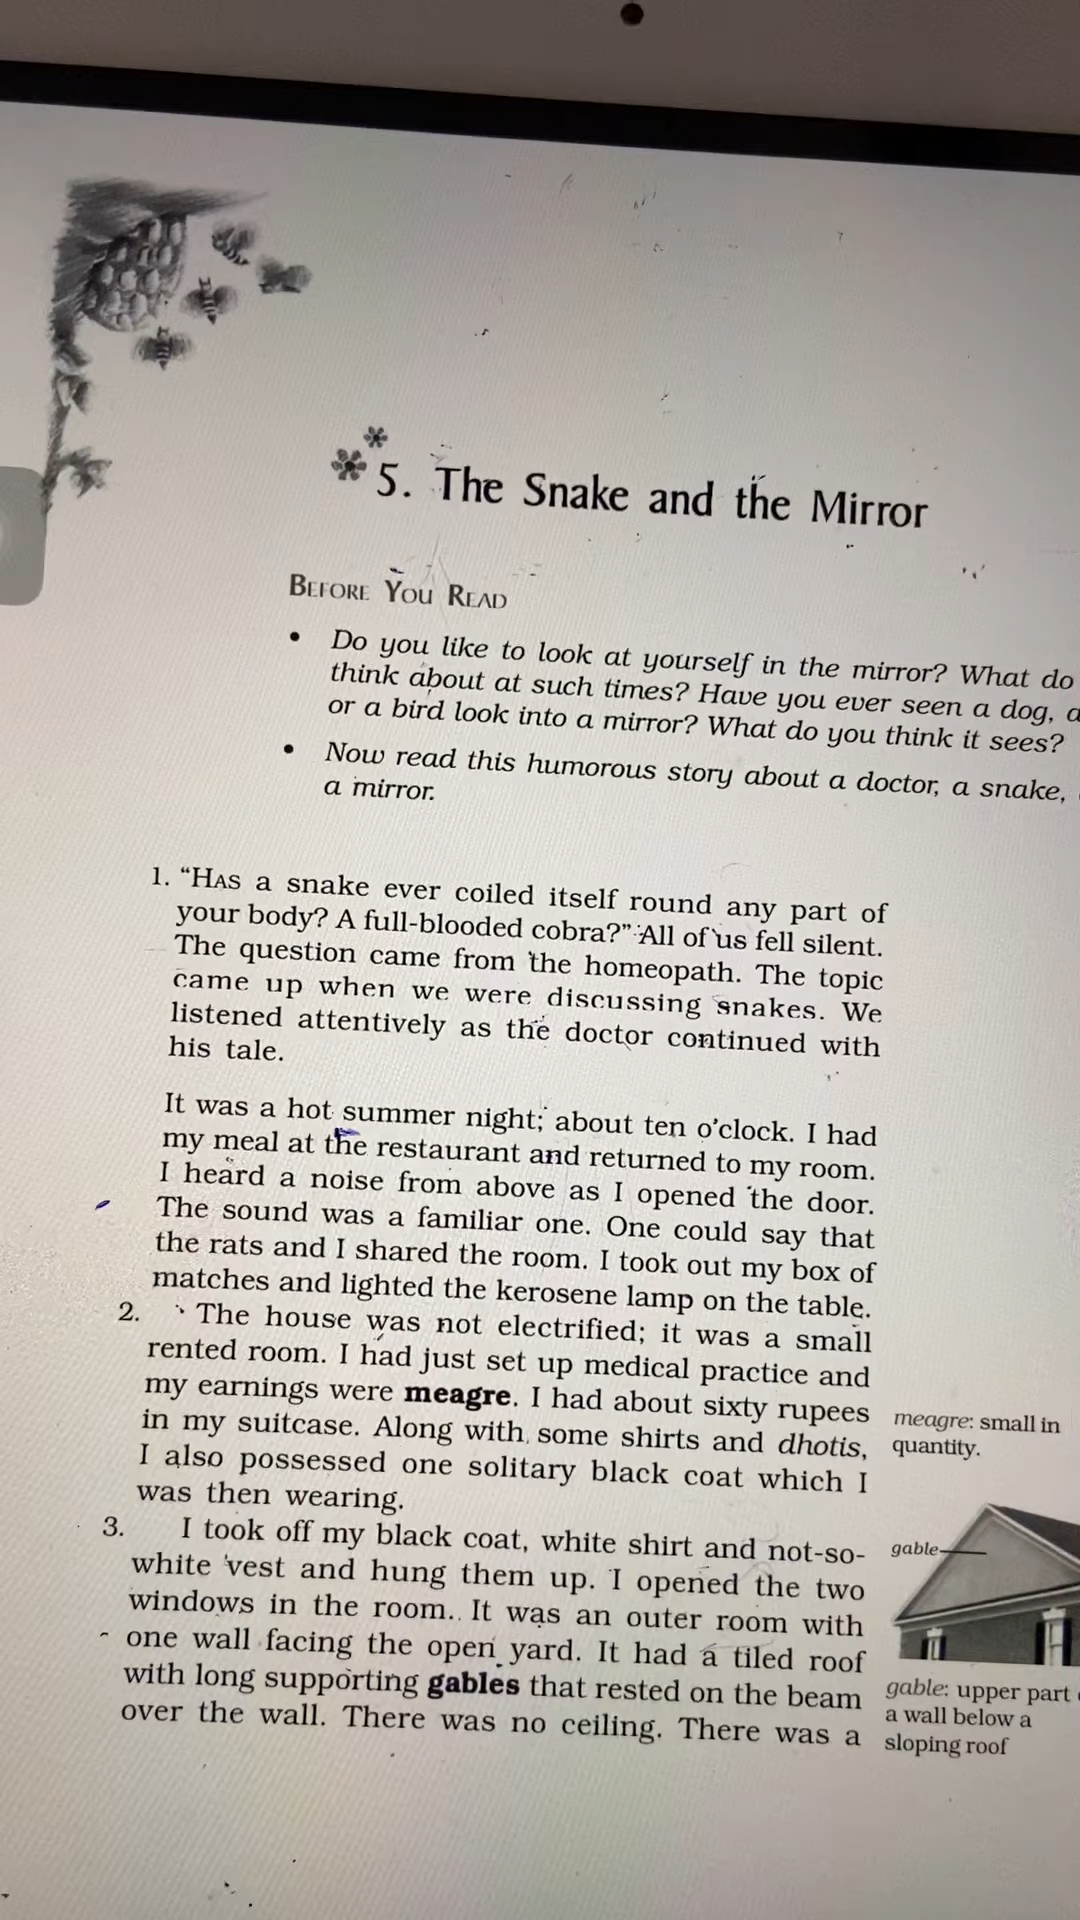 5. The Snake and the Mirror
BEFORE YOU READ
• Do you like to look at yourself in the mirror? What do
think about at such times? Have you ever seen a dog, a
or a bird look into a mirror? What do you think it sees?
• Now read this humorous story about a doctor, a snake,
a mirror.
1. “HAS a snake ever coiled itself round any part of
your body? A full-blooded cobra?” All of us fell silent.
The question came from the homeopath. The topic
came up when we were discussing snakes. We
listened attentively as the doctor continued with
his tale.
It was a hot summer night; about ten o’clock. I had
my meal at the restaurant and returned to my room.
I heard a noise from above as I opened the door.
The sound was a familiar one. One could say that
the rats and I shared the room. I took out my box of
matches and lighted the kerosene lamp on the table.
2. The house was not electrified; it was a small
rented room. I had just set up medical practice and
my earnings were meagre. I had about sixty rupees
in my suitcase. Along with some shirts and dhotis,
I also possessed one solitary black coat which I
was then wearing.
meagre: small in
quantity.
3. I took off my black coat, white shirt and not-so-
white vest and hung them up. I opened the two
windows in the room. It was an outer room with
one wall facing the open yard. It had a tiled roof
with long supporting gables that rested on the beam
over the wall. There was no ceiling. There was a
gable
gable: upper part
a wall below a
sloping roof